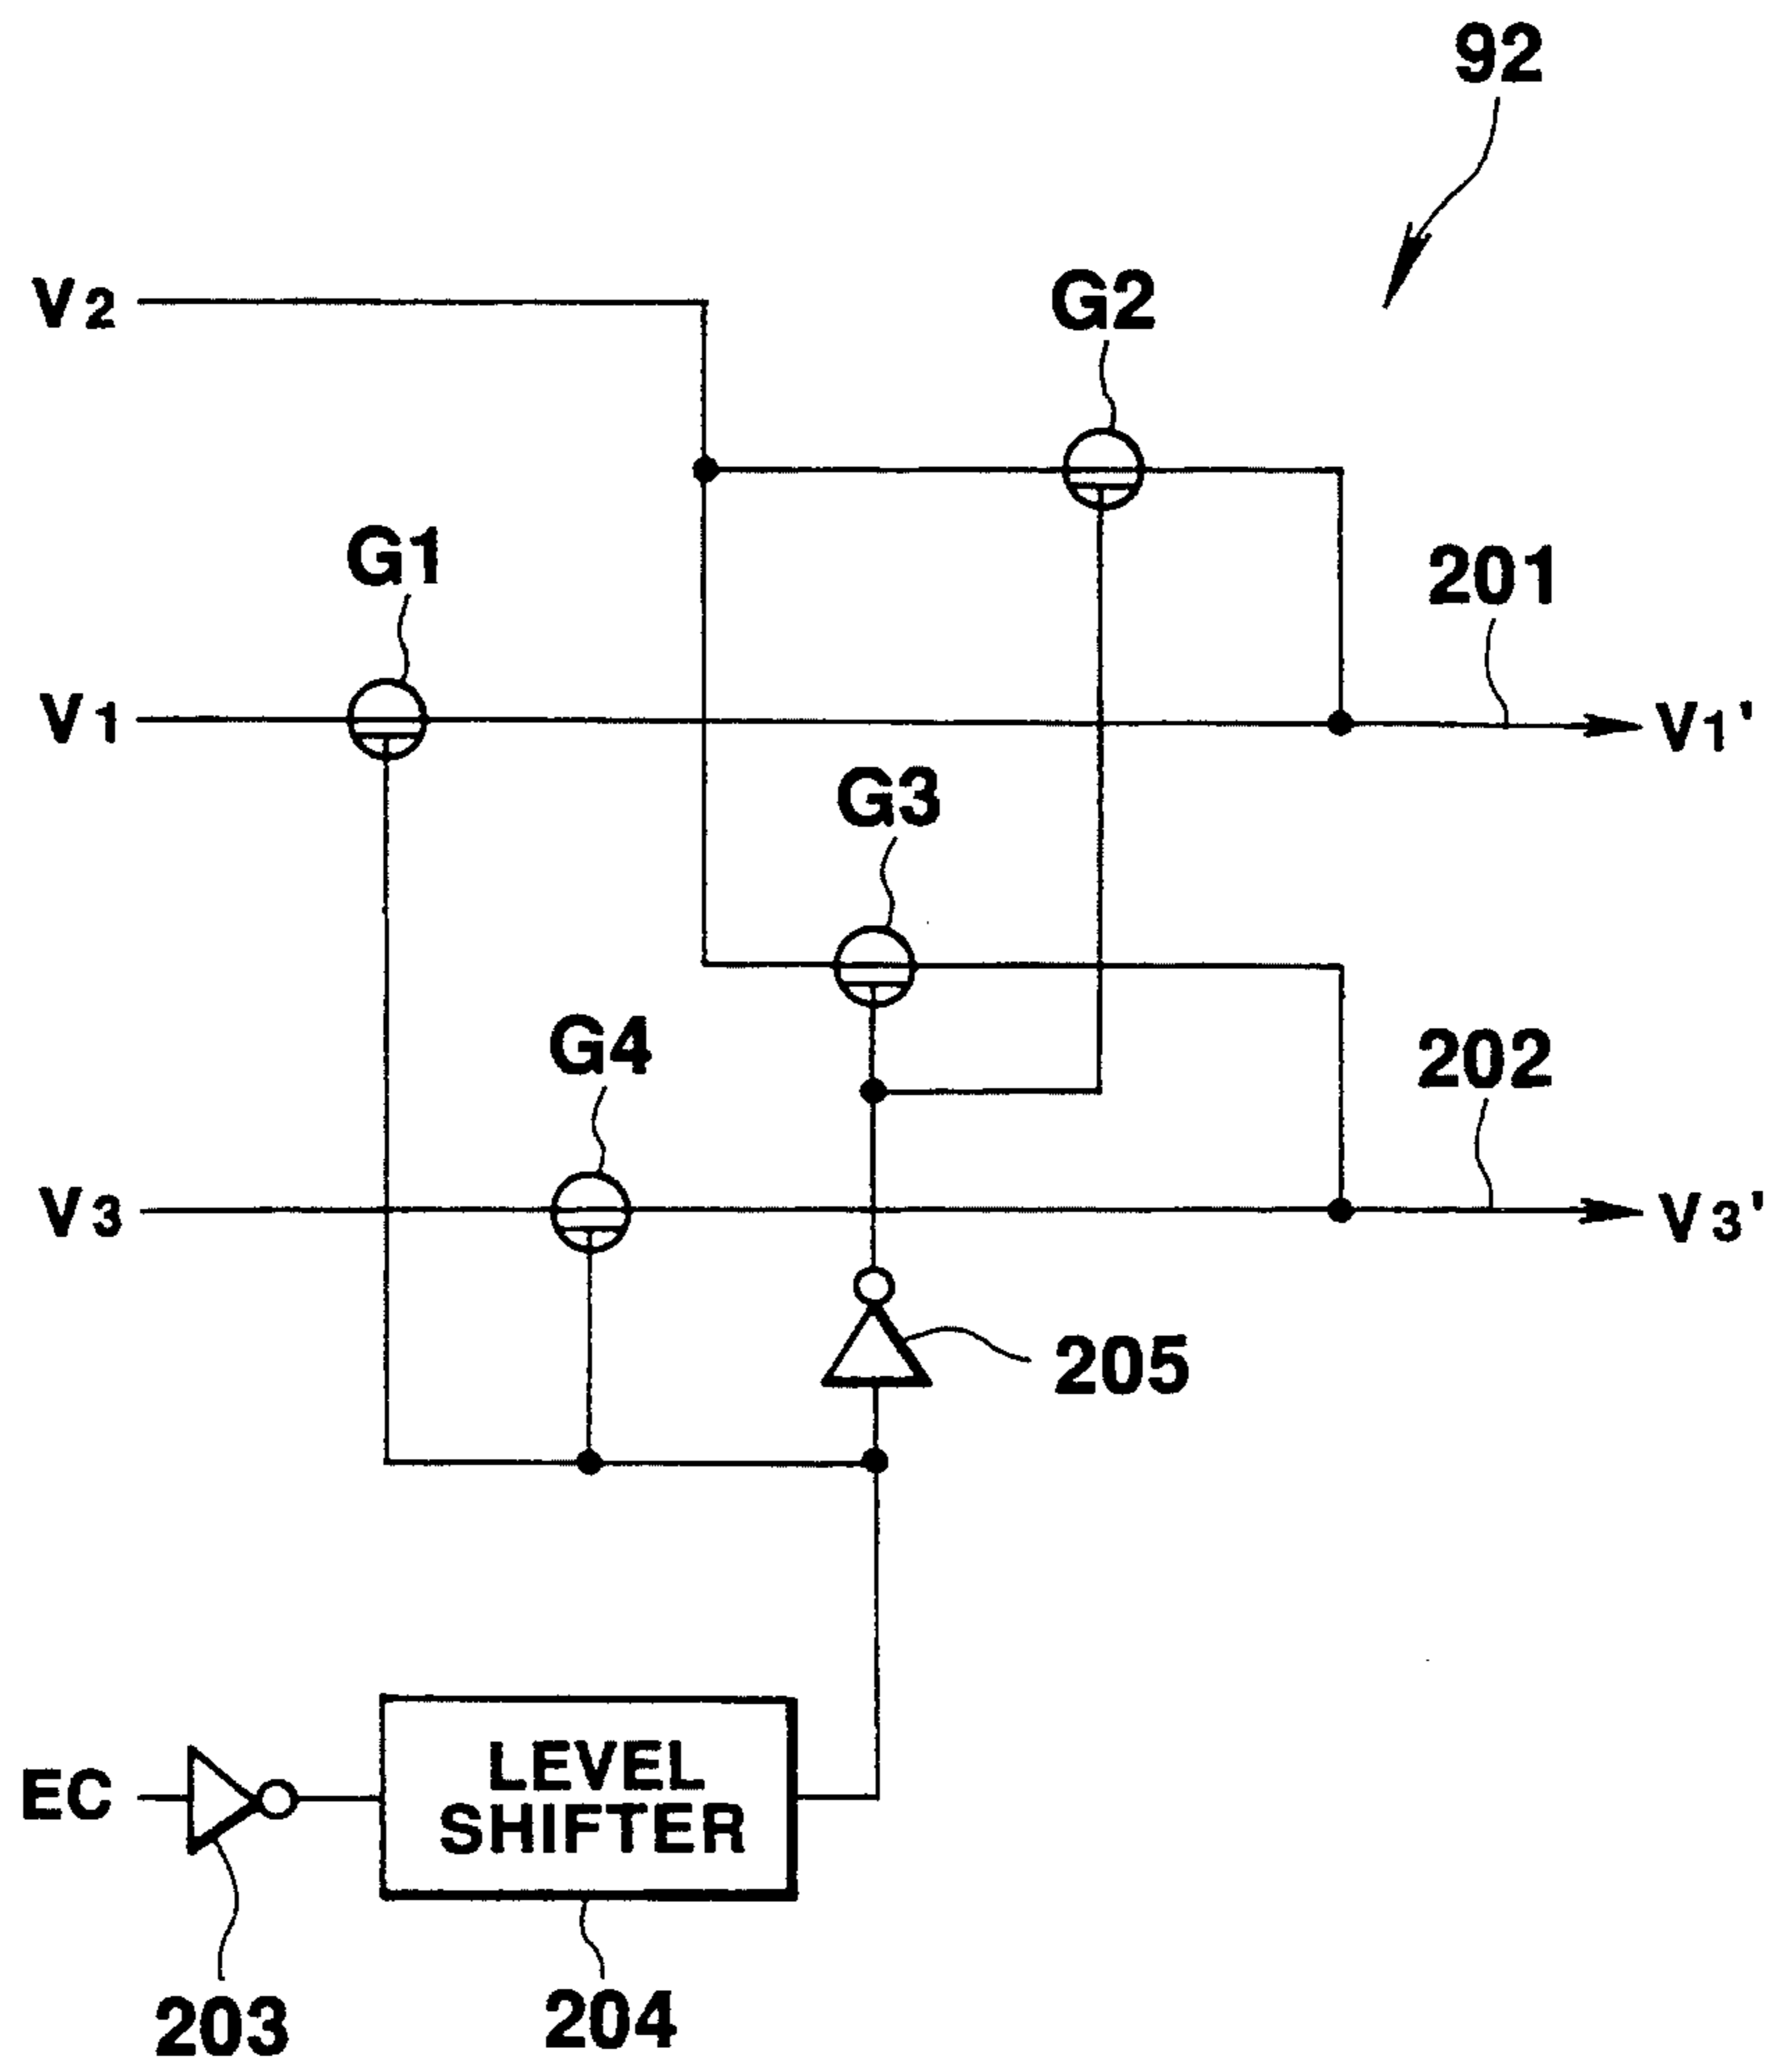 92
V2
G2
G1
201
V1
V1'
G3
G4
202
V3
V3'
205
EC
LEVEL
SHIFTER
203
204